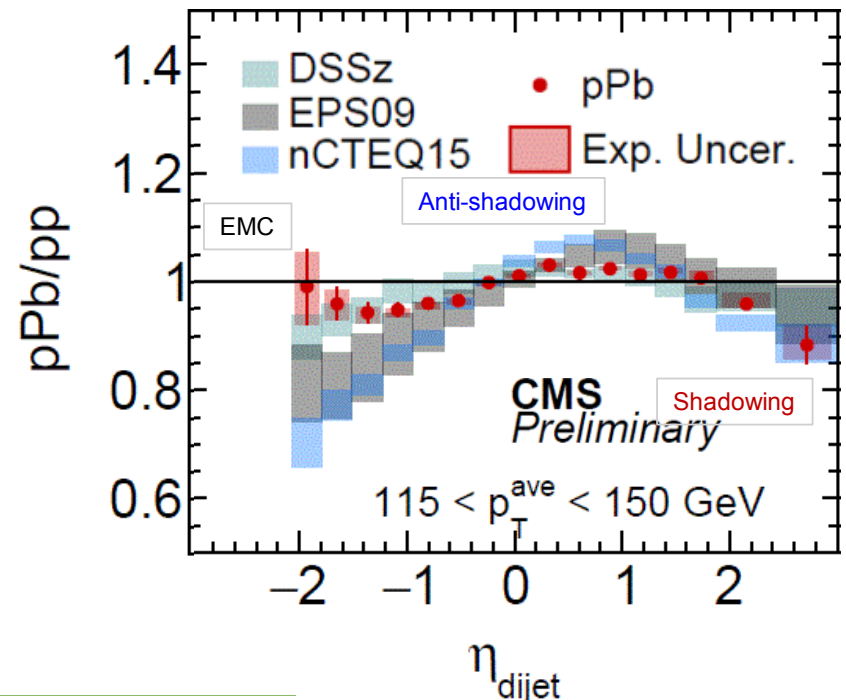 1.4
1.2
1
0.8
0.6
pPb/pp
DSSz
EPS09
nCTEQ15
pPb
Exp. Uncer.
Anti-shadowing
EMC
CMS
Preliminary
Shadowing
115 < p_T^ave < 150 GeV
−2 −1 0 1 2
η_dijet